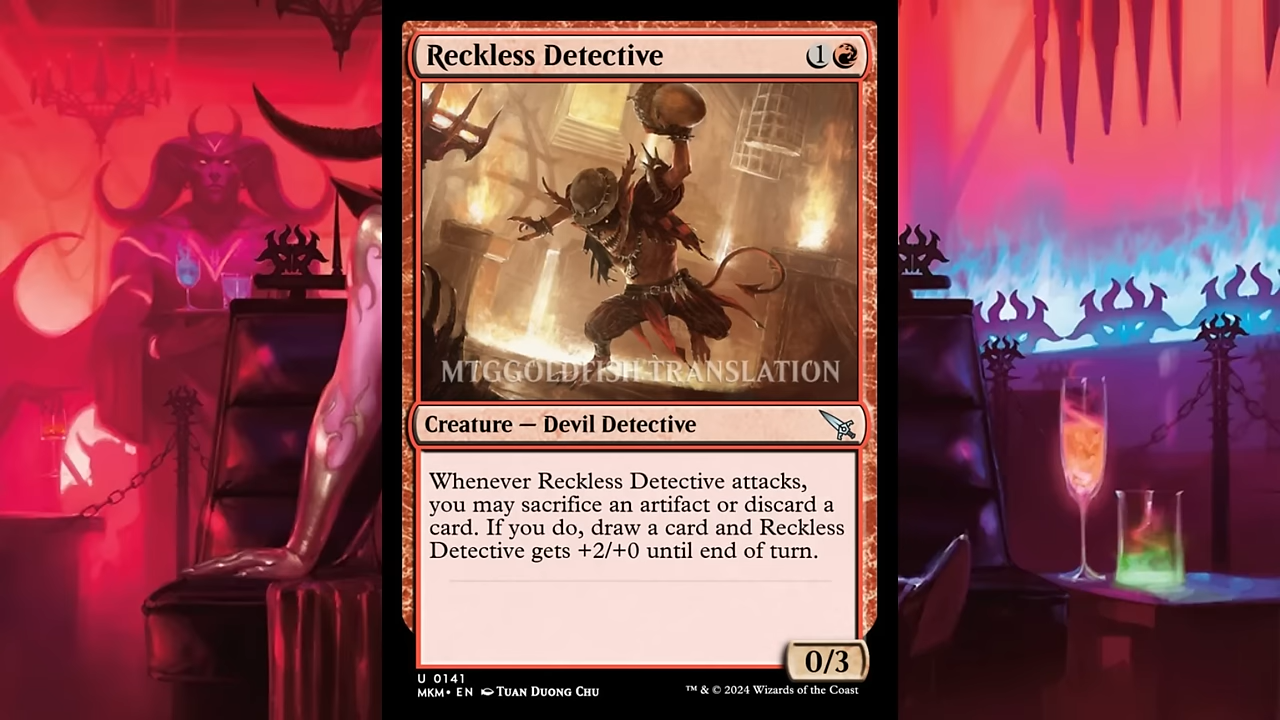 Reckless Detective 1
MTGGOLDFISH TRANSLATION
Creature — Devil Detective
Whenever Reckless Detective attacks,
you may sacrifice an artifact or discard a
card. If you do, draw a card and Reckless
Detective gets +2/+0 until end of turn.
0/3
U 0141
MKM • EN TUAN DUONG CHU
™ & © 2024 Wizards of the Coast